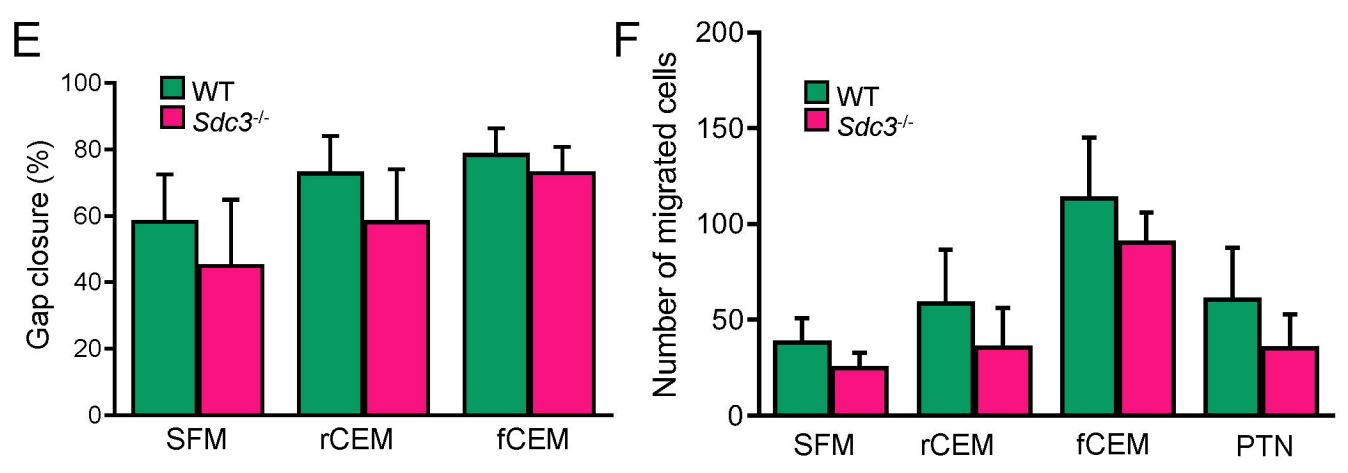 E
Gap closure (%)
100
80
60
40
20
0
WT
Sdc3-/-
SFM
rCEM
fCEM
F
Number of migrated cells
200
150
100
50
0
WT
Sdc3-/-
SFM
rCEM
fCEM
PTN